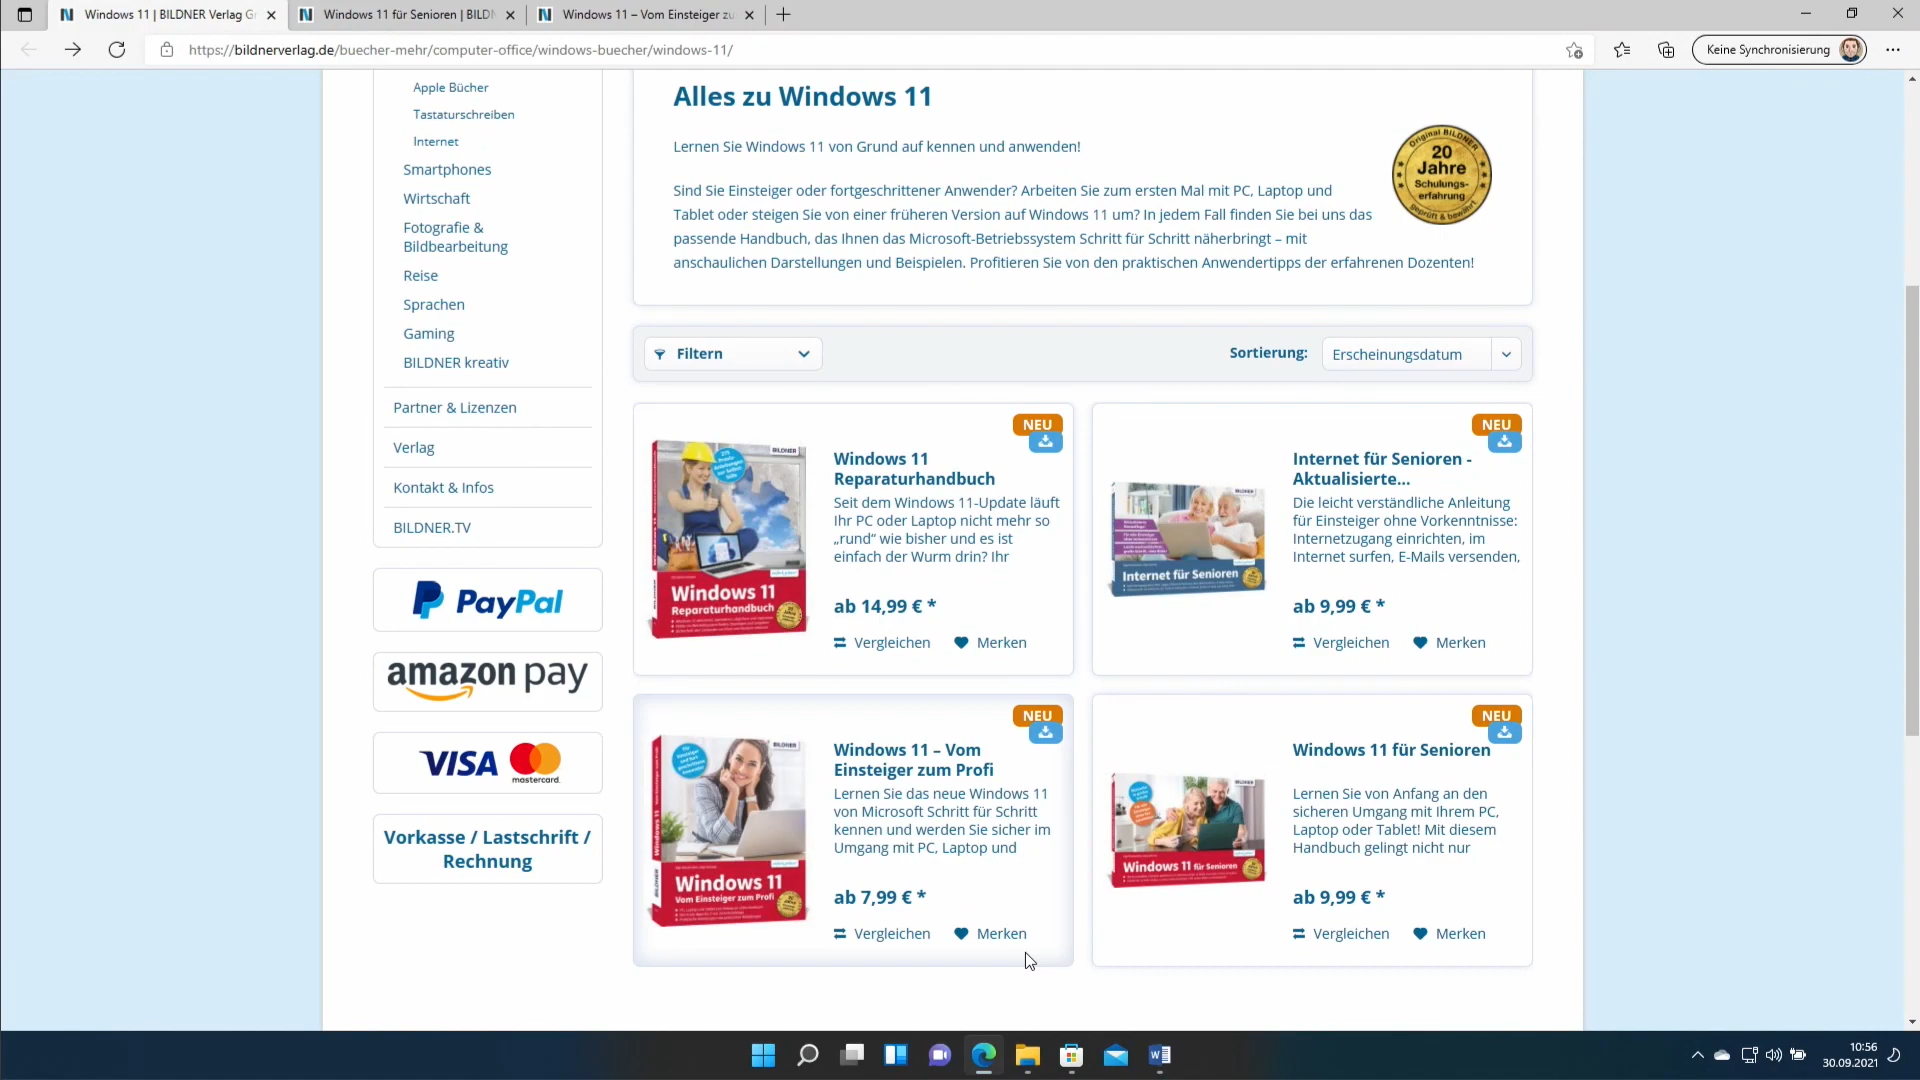 Windows 11 | BILDNER Verlag G
Windows 11 für Senioren | BILDN
Windows 11 – Vom Einsteiger zu
https://bildnerverlag.de/buecher-mehr/computer-office/windows-buecher/windows-11/
Keine Synchronisierung
Apple Bücher
Tastaturschreiben
Internet
Smartphones
Wirtschaft
Fotografie &
Bildbearbeitung
Reise
Sprachen
Gaming
BILDNER kreativ
Partner & Lizenzen
Verlag
Kontakt & Infos
BILDNER.TV
PayPal
amazon pay
VISA mastercard
Vorkasse / Lastschrift /
Rechnung
Alles zu Windows 11
Lernen Sie Windows 11 von Grund auf kennen und anwenden!
Sind Sie Einsteiger oder fortgeschrittener Anwender? Arbeiten Sie zum ersten Mal mit PC, Laptop und
Tablet oder steigen Sie von einer früheren Version auf Windows 11 um? In jedem Fall finden Sie bei uns das
passende Handbuch, das Ihnen das Microsoft-Betriebssystem Schritt für Schritt näherbringt – mit
anschaulichen Darstellungen und Beispielen. Profitieren Sie von den praktischen Anwendertipps der erfahrenen Dozenten!
Original BILDNER
20
Jahre
Schulungs-
erfahrung
geprüft & bewährt
Filtern
Sortierung:
Erscheinungsdatum
NEU
BILDNER
Windows 11
Reparaturhandbuch
Windows 11
Reparaturhandbuch
Seit dem Windows 11-Update läuft
Ihr PC oder Laptop nicht mehr so
„rund“ wie bisher und es ist
einfach der Wurm drin? Ihr
ab 14,99 € *
Vergleichen
Merken
NEU
Internet für Senioren
Internet für Senioren -
Aktualisierte...
Die leicht verständliche Anleitung
für Einsteiger ohne Vorkenntnisse:
Internetzugang einrichten, im
Internet surfen, E-Mails versenden,
ab 9,99 € *
Vergleichen
Merken
NEU
BILDNER
Windows 11
Vom Einsteiger zum Profi
Windows 11 – Vom
Einsteiger zum Profi
Lernen Sie das neue Windows 11
von Microsoft Schritt für Schritt
kennen und werden Sie sicher im
Umgang mit PC, Laptop und
ab 7,99 € *
Vergleichen
Merken
NEU
Windows 11 für Senioren
Windows 11 für Senioren
Lernen Sie von Anfang an den
sicheren Umgang mit Ihrem PC,
Laptop oder Tablet! Mit diesem
Handbuch gelingt nicht nur
ab 9,99 € *
Vergleichen
Merken
10:56
30.09.2021